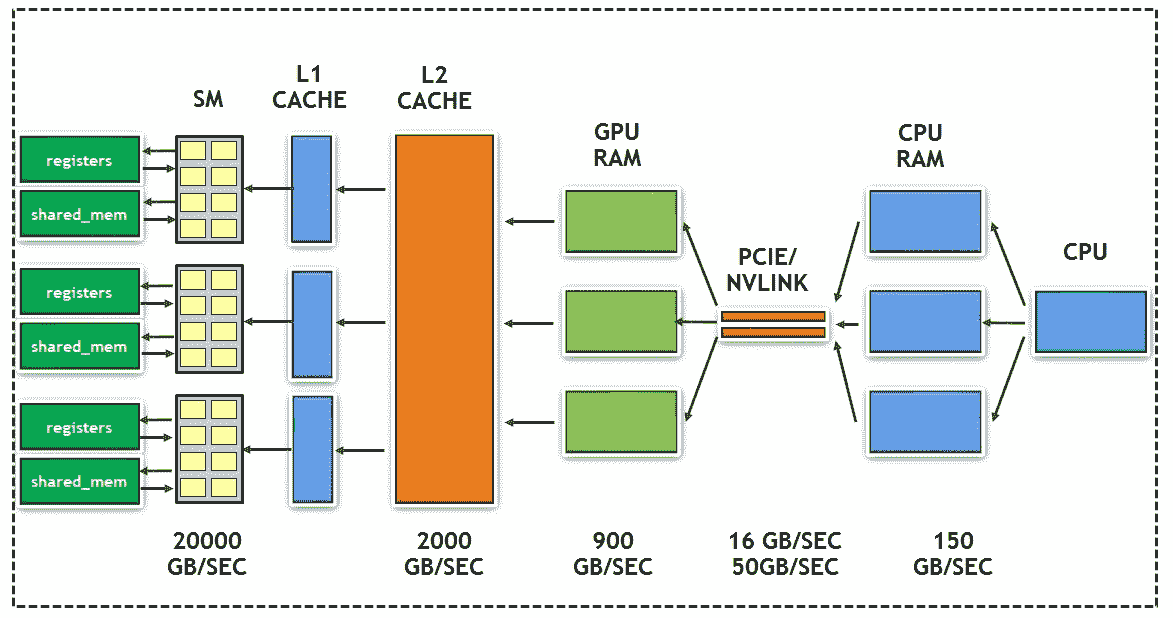 SM
L1
CACHE
L2
CACHE
GPU
RAM
CPU
RAM
PCIE/
NVLINK
CPU
registers
shared_mem
registers
shared_mem
registers
shared_mem
20000
GB/SEC
2000
GB/SEC
900
GB/SEC
16 GB/SEC
50GB/SEC
150
GB/SEC